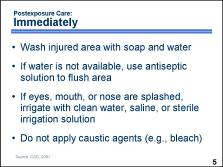 Postexposure Care:
Immediately
• Wash injured area with soap and water
• If water is not available, use antiseptic
solution to flush area
• If eyes, mouth, or nose are splashed,
irrigate with clean water, saline, or sterile
irrigation solution
• Do not apply caustic agents (e.g., bleach)
Source: CDC, 2001
5